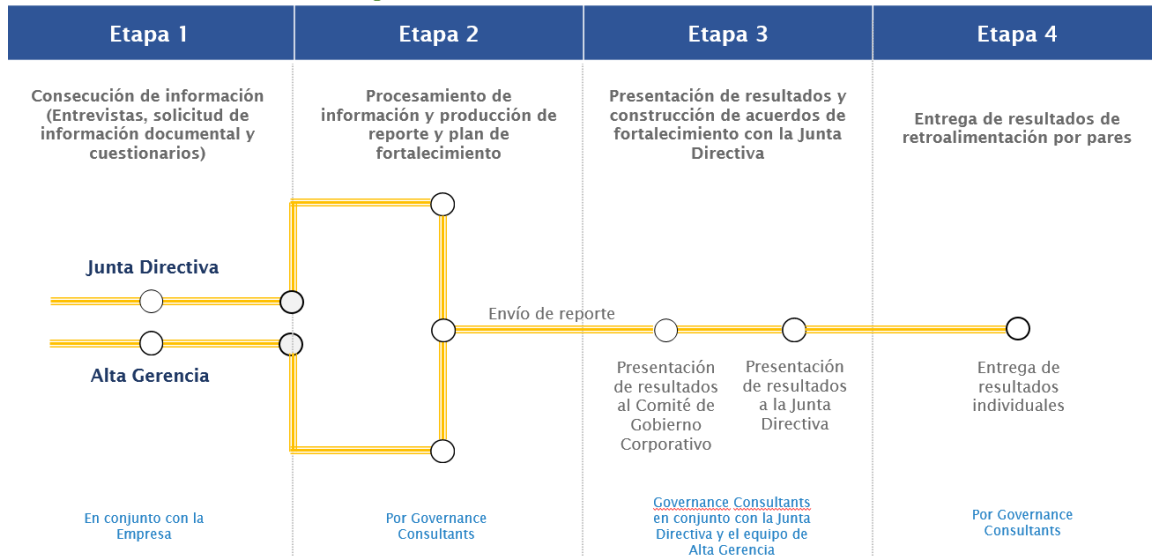 Etapa 1
Etapa 2
Etapa 3
Etapa 4
Consecución de información
(Entrevistas, solicitud de
información documental y
cuestionarios)
Procesamiento de
información y producción de
reporte y plan de
fortalecimiento
Presentación de resultados y
construcción de acuerdos de
fortalecimiento con la Junta
Directiva
Entrega de resultados de
retroalimentación por pares
Junta Directiva
Alta Gerencia
Envío de reporte
Presentación
de resultados
al Comité de
Gobierno
Corporativo
Presentación
de resultados
a la Junta
Directiva
Entrega de
resultados
individuales
En conjunto con la
Empresa
Por Governance
Consultants
Governance Consultants
en conjunto con la Junta
Directiva y el equipo de
Alta Gerencia
Por Governance
Consultants